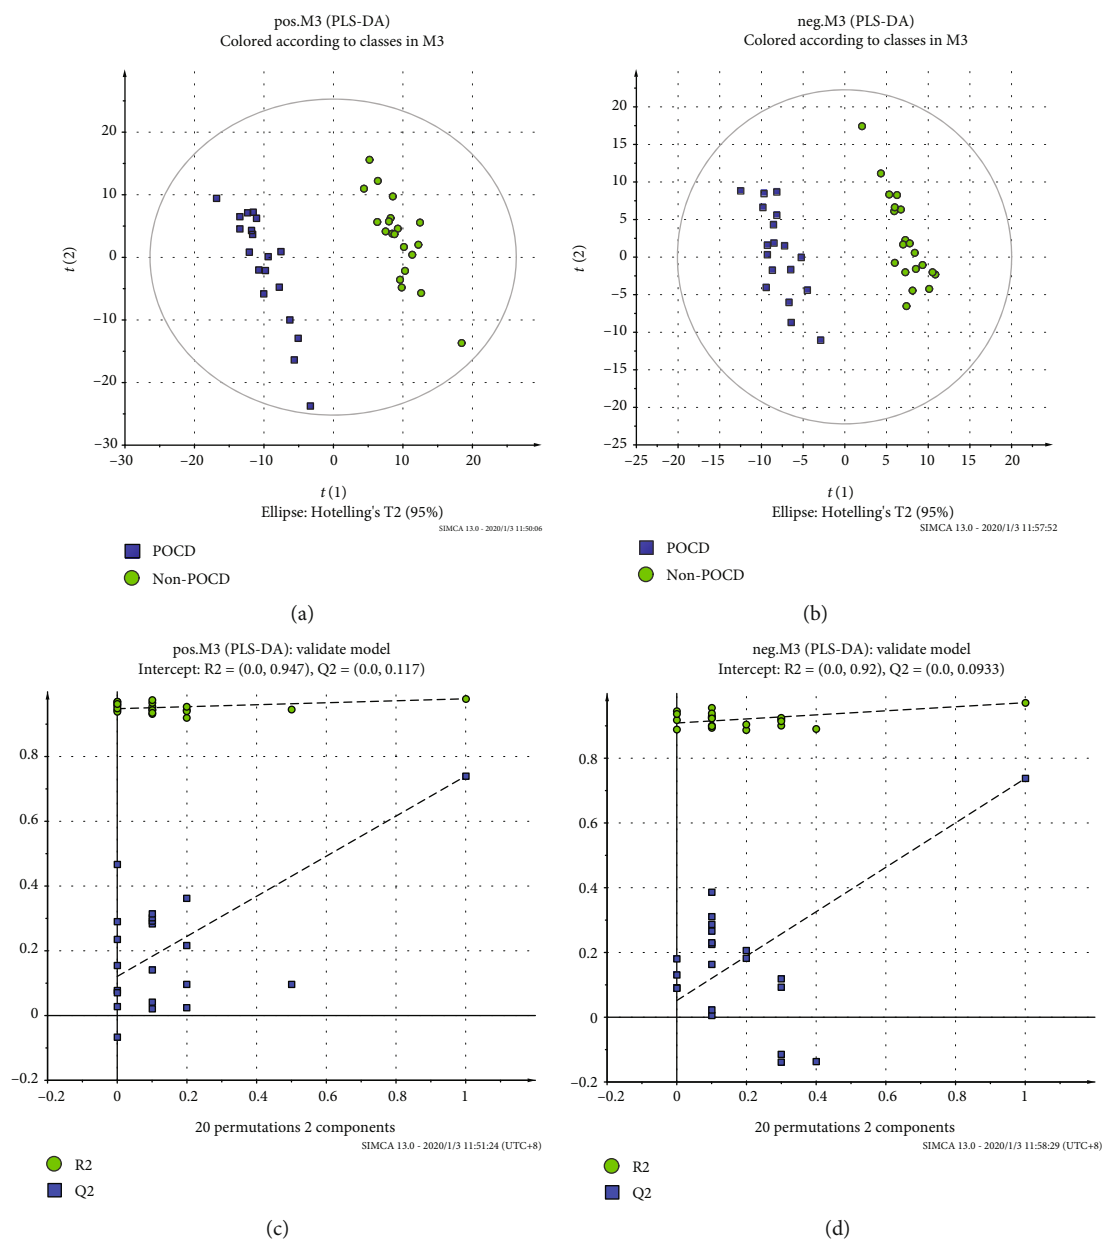 pos.M3 (PLS-DA)
Colored according to classes in M3
20
10
0
−10
−20
−30
t (2)
−30 −20 −10 0 10 20
t (1)
Ellipse: Hotelling's T2 (95%)
SIMCA 13.0 - 2020/1/3 11:50:06
POCD
Non-POCD
(a)
neg.M3 (PLS-DA)
Colored according to classes in M3
20
15
10
5
0
−5
−10
−15
−20
−25
t (2)
−25 −20 −15 −10 −5 0 5 10 15 20
t (1)
Ellipse: Hotelling's T2 (95%)
SIMCA 13.0 - 2020/1/3 11:57:52
POCD
Non-POCD
(b)
pos.M3 (PLS-DA): validate model
Intercept: R2 = (0.0, 0.947), Q2 = (0.0, 0.117)
0.8
0.6
0.4
0.2
0
−0.2
−0.2 0 0.2 0.4 0.6 0.8 1
20 permutations 2 components
SIMCA 13.0 - 2020/1/3 11:51:24 (UTC+8)
R2
Q2
(c)
neg.M3 (PLS-DA): validate model
Intercept: R2 = (0.0, 0.92), Q2 = (0.0, 0.0933)
0.8
0.6
0.4
0.2
0
−0.2
−0.2 0 0.2 0.4 0.6 0.8 1
20 permutations 2 components
SIMCA 13.0 - 2020/1/3 11:58:29 (UTC+8)
R2
Q2
(d)